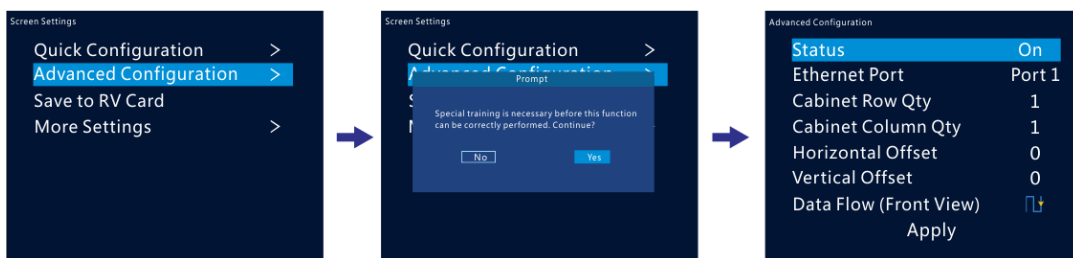 Screen Settings
Quick Configuration >
Advanced Configuration >
Save to RV Card
More Settings >
Screen Settings
Quick Configuration >
Advanced Configuration >
Prompt
Special training is necessary before this function
can be correctly performed. Continue?
No Yes
Advanced Configuration
Status On
Ethernet Port Port 1
Cabinet Row Qty 1
Cabinet Column Qty 1
Horizontal Offset 0
Vertical Offset 0
Data Flow (Front View)
Apply